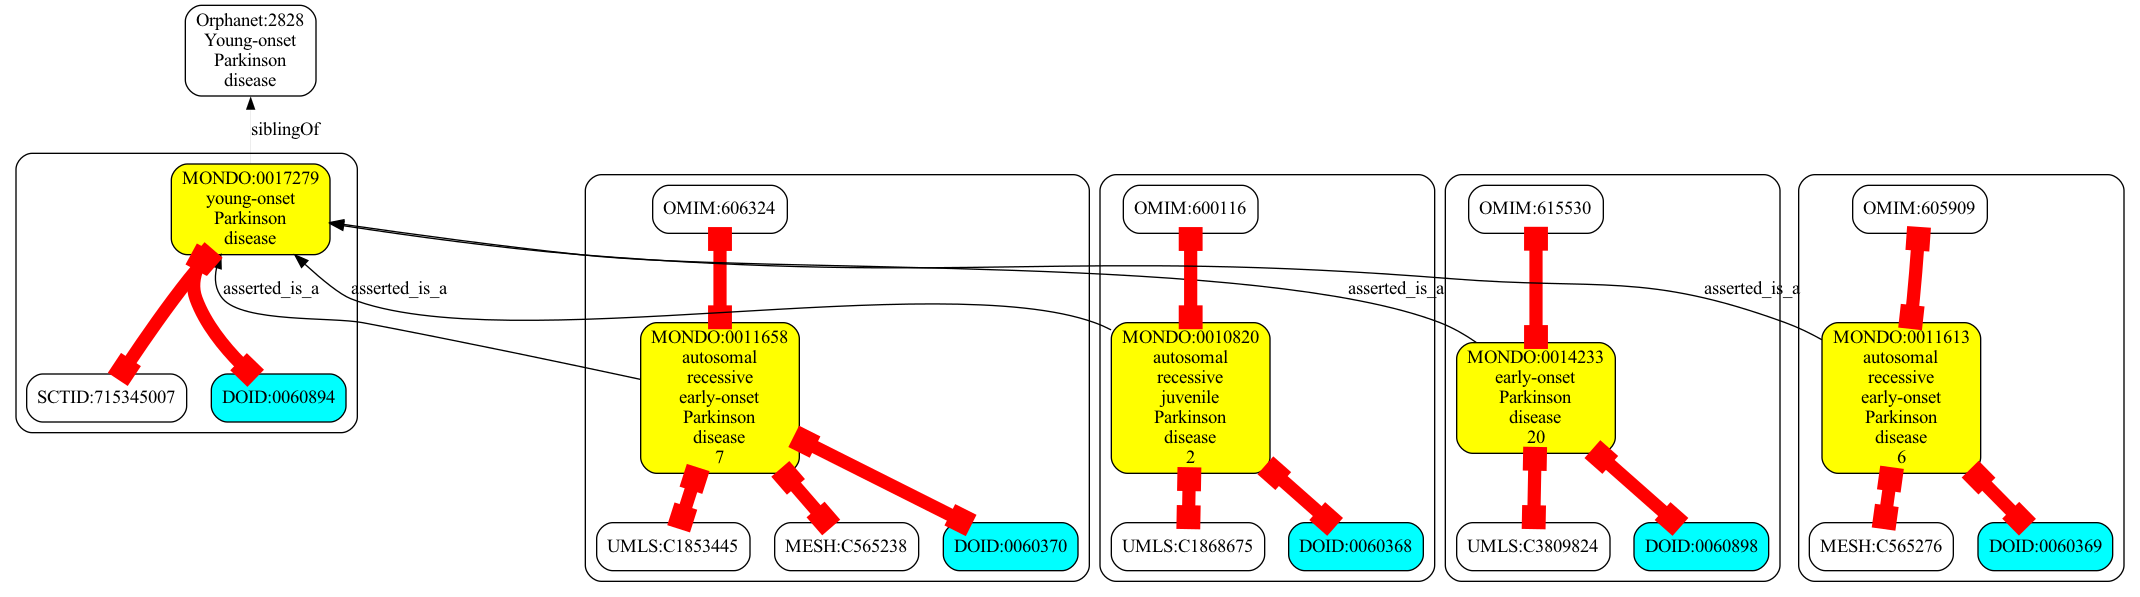 Orphanet:2828
Young-onset
Parkinson
disease
siblingOf
MONDO:0017279
young-onset
Parkinson
disease
SCTID:715345007
DOID:0060894
asserted_is_a
asserted_is_a
asserted_is_a
asserted_is_a
OMIM:606324
MONDO:0011658
autosomal
recessive
early-onset
Parkinson
disease
7
UMLS:C1853445
MESH:C565238
DOID:0060370
OMIM:600116
MONDO:0010820
autosomal
recessive
juvenile
Parkinson
disease
2
UMLS:C1868675
DOID:0060368
OMIM:615530
MONDO:0014233
early-onset
Parkinson
disease
20
UMLS:C3809824
DOID:0060898
OMIM:605909
MONDO:0011613
autosomal
recessive
early-onset
Parkinson
disease
6
MESH:C565276
DOID:0060369